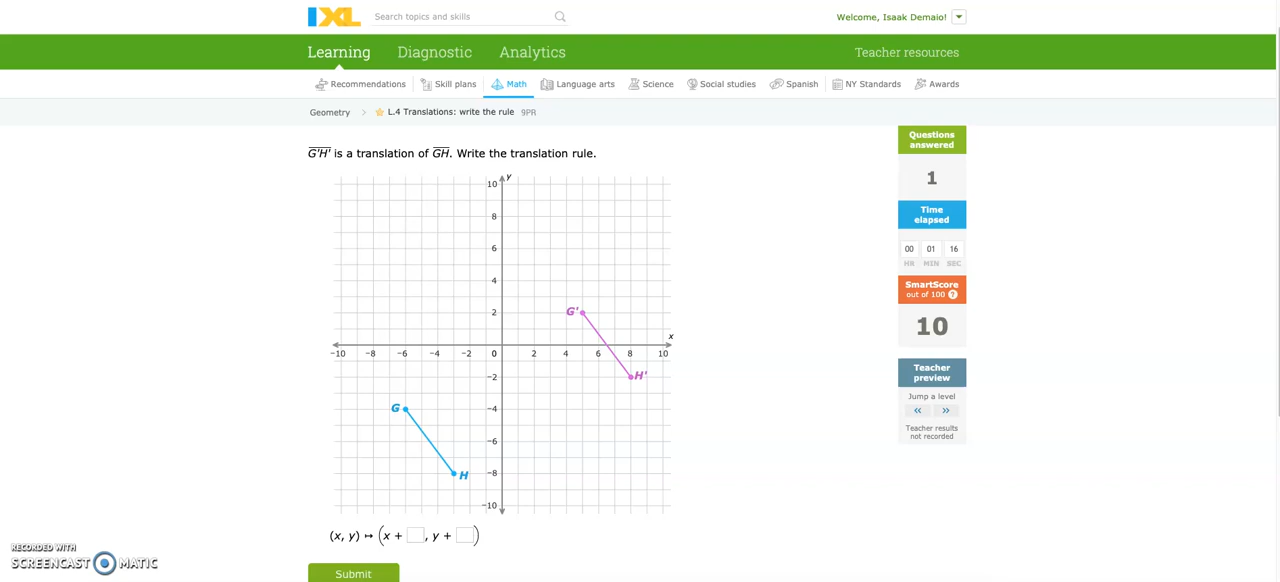 IXL
Search topics and skills
Welcome, Isaak Demaio!
Learning Diagnostic Analytics Teacher resources
Recommendations Skill plans Math Language arts Science Social studies Spanish NY Standards Awards
Geometry > L.4 Translations: write the rule 9PR
G'H' is a translation of GH. Write the translation rule.
y
10
8
6
4
2
G'
x
−10 −8 −6 −4 −2 0 2 4 6 8 10
−2
H'
G
−4
−6
H
−8
−10
(x, y) ↦ (x + , y + )
Submit
Questions
answered
1
Time
elapsed
00 01 16
HR MIN SEC
SmartScore
out of 100 ?
10
Teacher
preview
Jump a level
<< >>
Teacher results
not recorded
RECORDED WITH
SCREENCAST MATIC